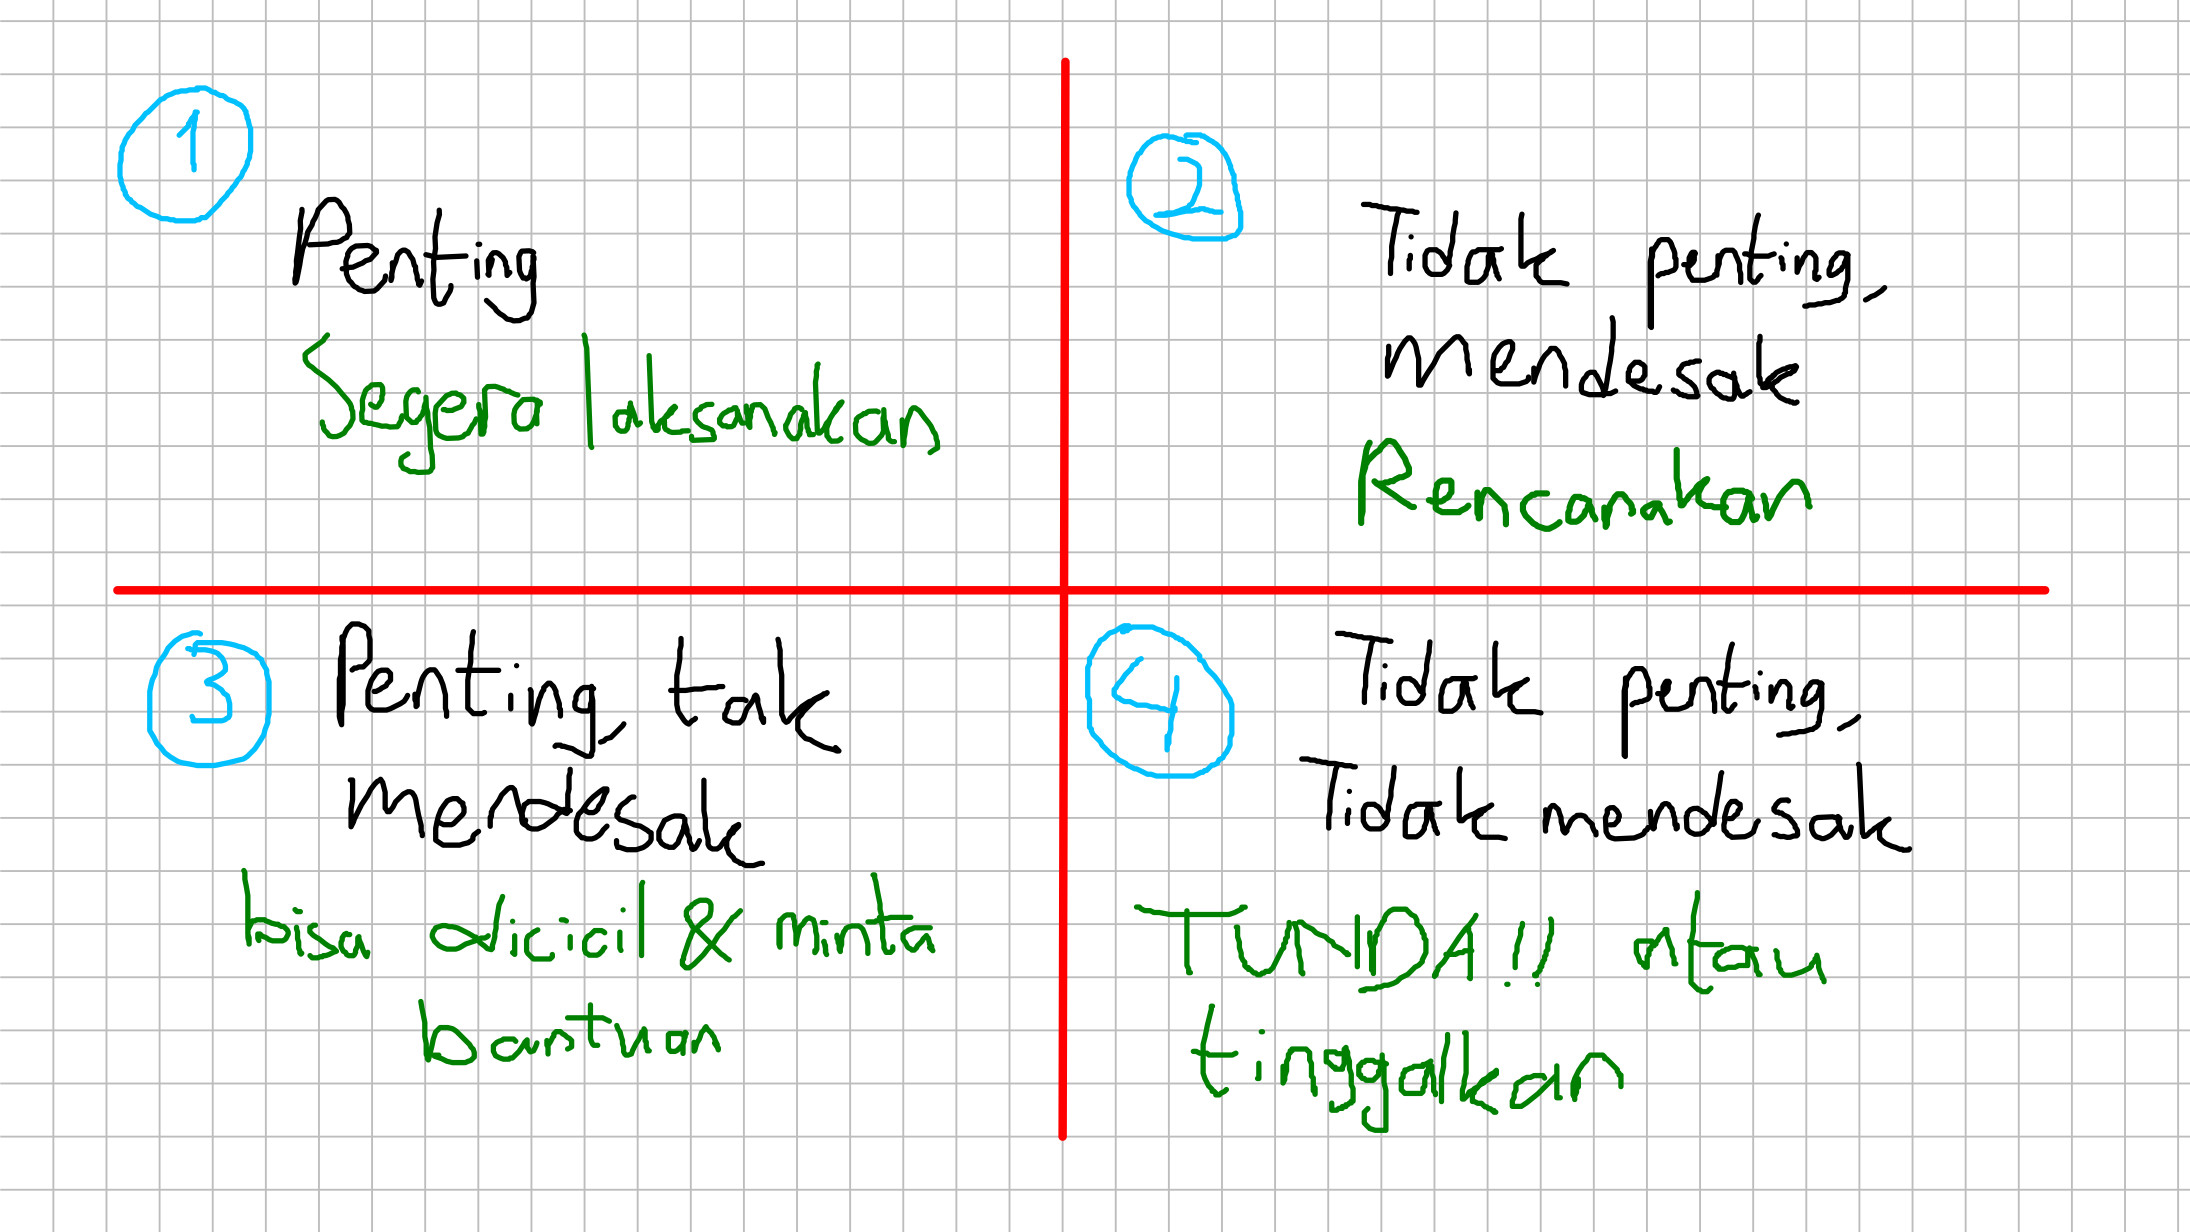 1
Penting
Segera laksanakan
2
Tidak penting,
mendesak
Rencanakan
3
Penting, tak
mendesak
bisa dicicil & minta
bantuan
4
Tidak penting,
Tidak mendesak
TUNDA!! atau
tinggalkan